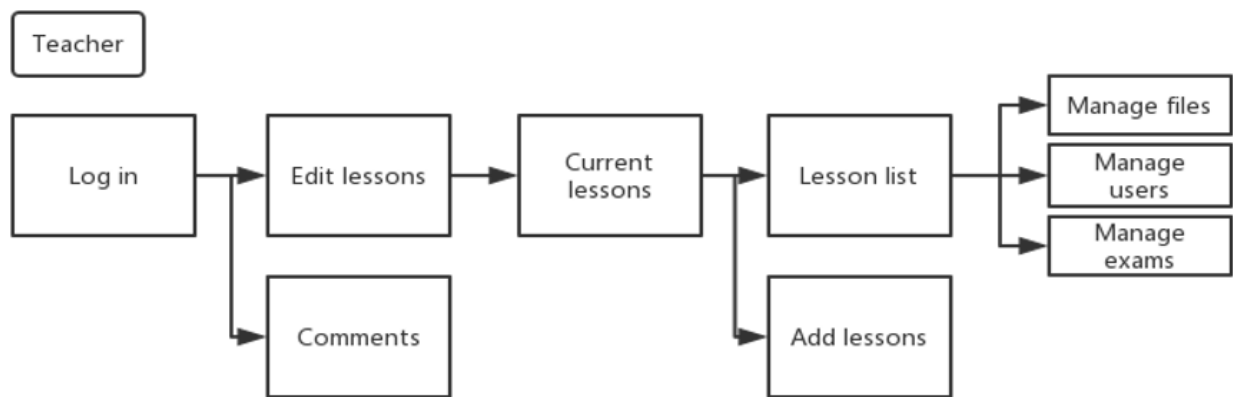 Teacher
Log in
Edit lessons
Current
lessons
Lesson list
Manage files
Manage
users
Manage
exams
Comments
Add lessons